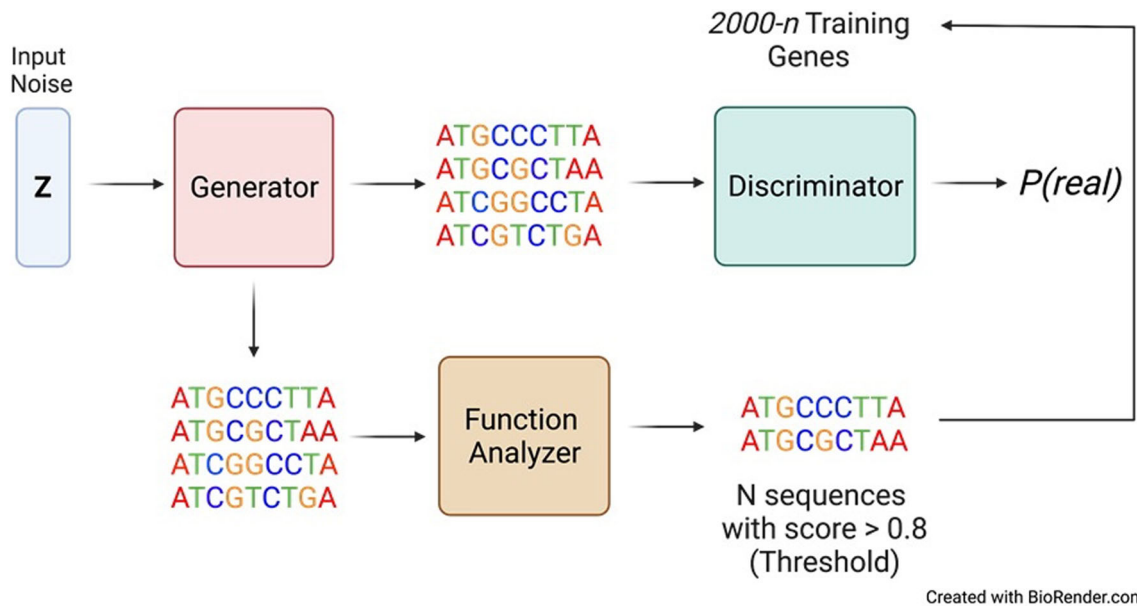 2000-n Training
Genes
Input
Noise
Z
Generator
ATGCCCTTA
ATGCGCTAA
ATCGGCCTA
ATCGTCTGA
Discriminator
P(real)
ATGCCCTTA
ATGCGCTAA
ATCGGCCTA
ATCGTCTGA
Function
Analyzer
ATGCCCTTA
ATGCGCTAA
N sequences
with score > 0.8
(Threshold)
Created with BioRender.com